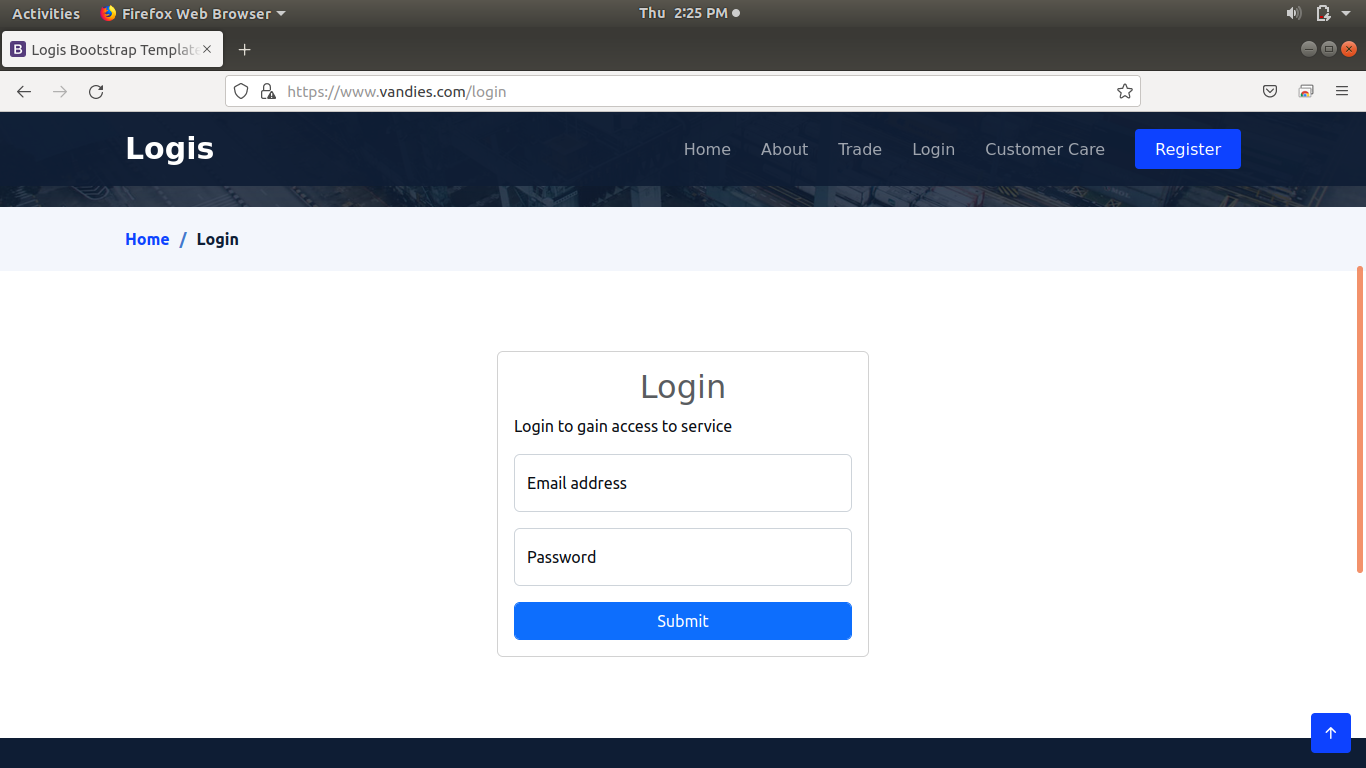 Activities Firefox Web Browser Thu 2:25 PM
Logis Bootstrap Template
https://www.vandies.com/login
Logis Home About Trade Login Customer Care Register
Home / Login
Login
Login to gain access to service
Email address
Password
Submit